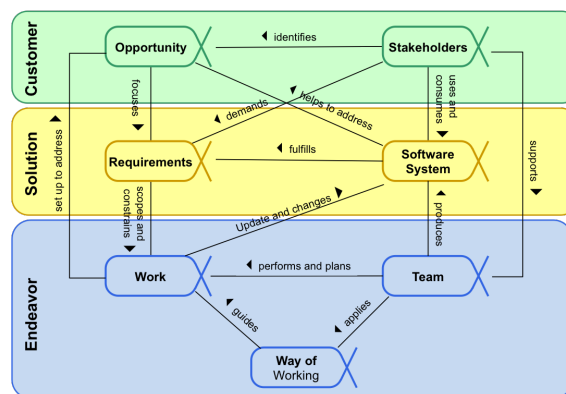 Customer
Opportunity
identifies
Stakeholders
focuses
demands
helps to address
uses and
consumes
set up to address
Solution
Requirements
fulfills
Software
System
supports
scopes and
constrains
Update and changes
produces
Endeavor
Work
performs and plans
Team
guides
applies
Way of
Working